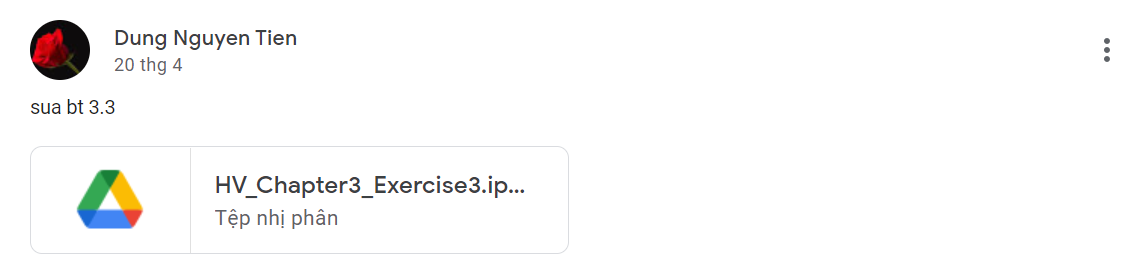 Dung Nguyen Tien
20 thg 4
sua bt 3.3
HV_Chapter3_Exercise3.ip...
Tệp nhị phân